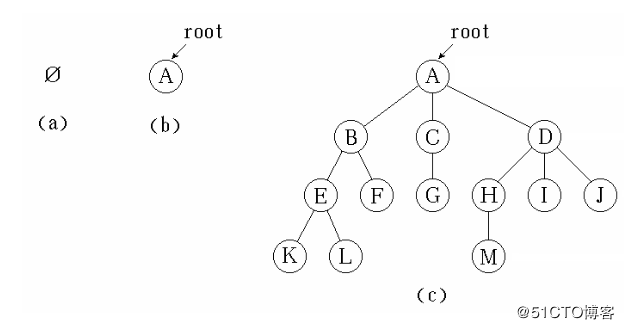 root
root
∅
A
A
(a)
(b)
B
C
D
E
F
G
H
I
J
K
L
M
(c)
@51CTO博客